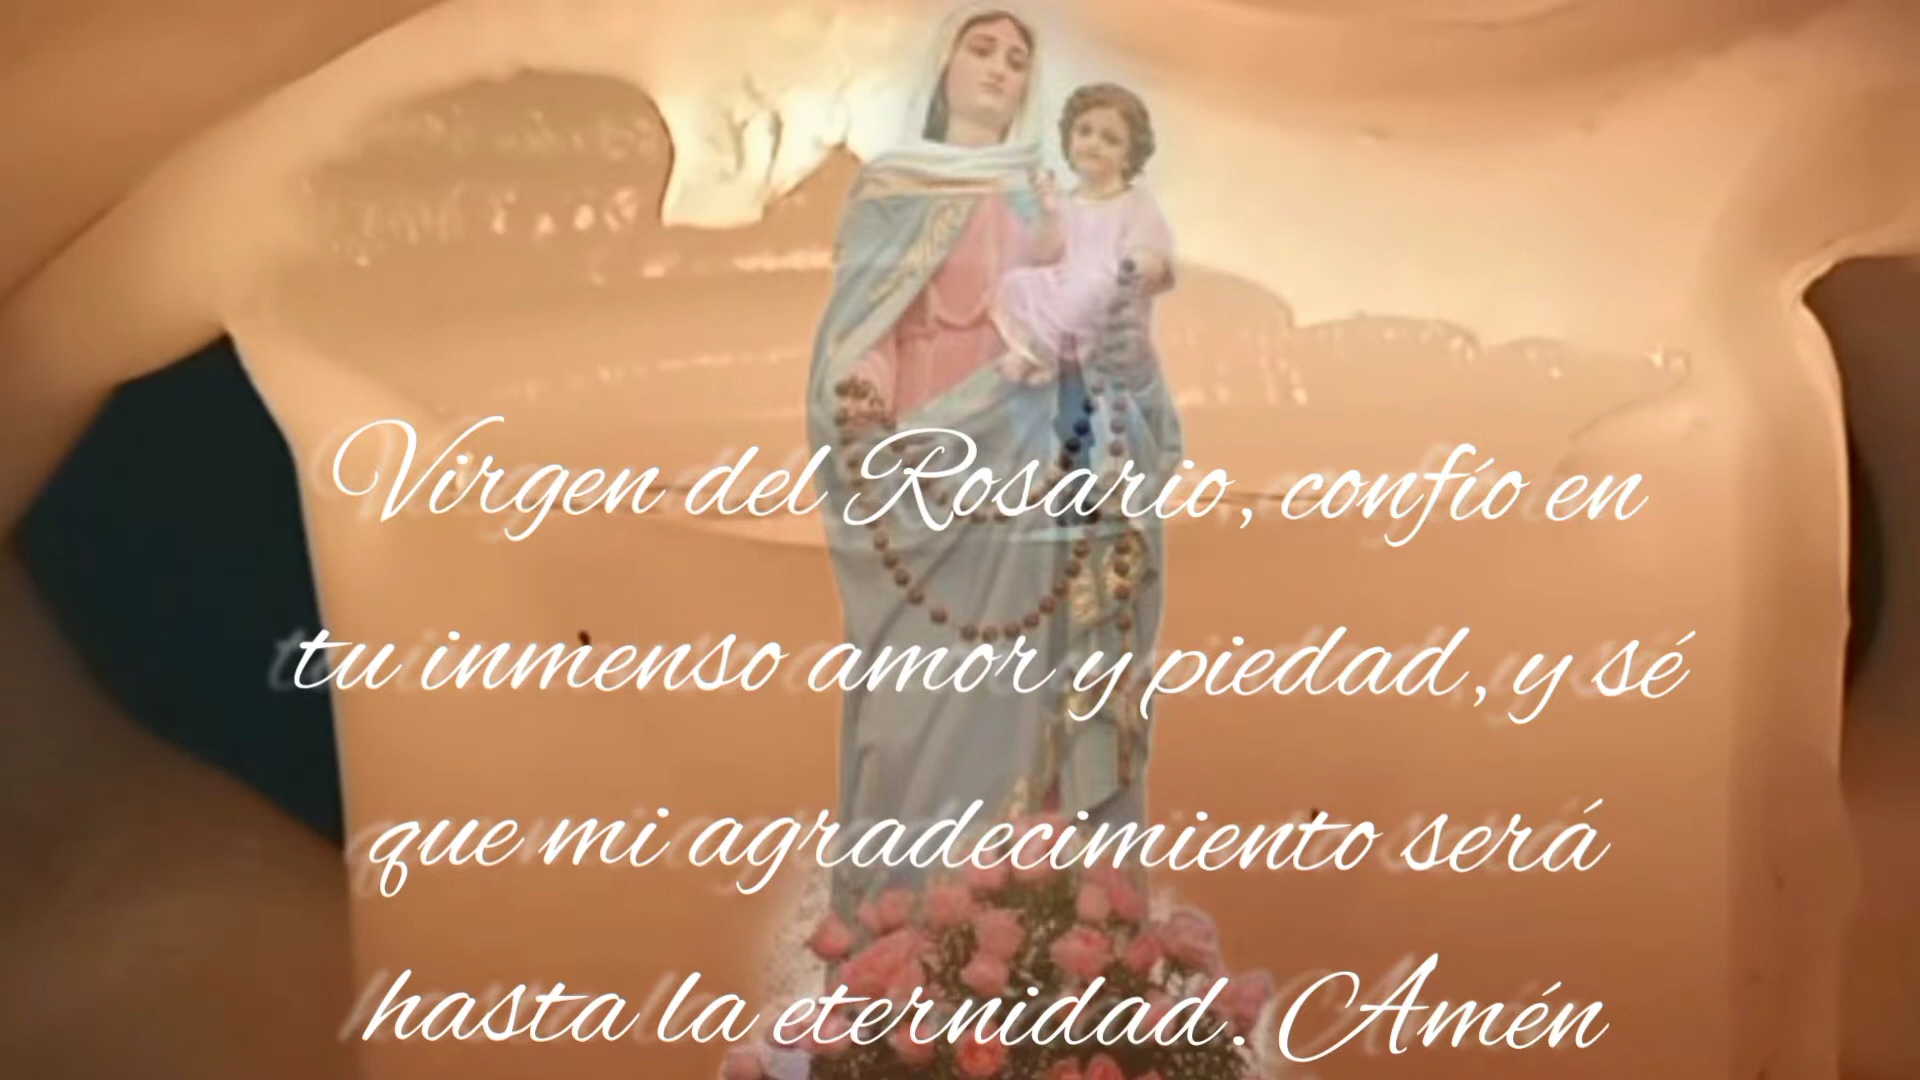 Virgen del Rosario, confío en
tu inmenso amor y piedad, y sé
que mi agradecimiento será
hasta la eternidad. Amén